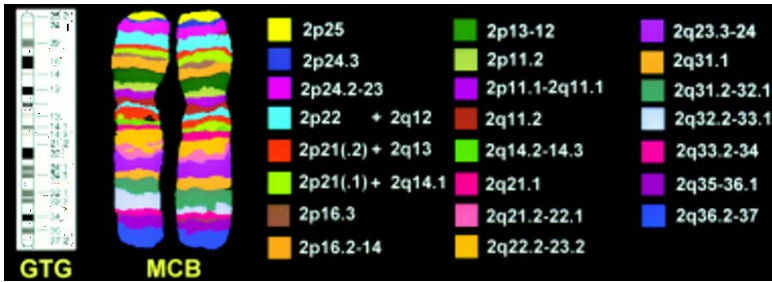 2p25
2p24.3
2p24.2-23
2p22 + 2q12
2p21(.2) + 2q13
2p21(.1) + 2q14.1
2p16.3
2p16.2-14
2p13-12
2p11.2
2p11.1-2q11.1
2q11.2
2q14.2-14.3
2q21.1
2q21.2-22.1
2q22.2-23.2
2q23.3-24
2q31.1
2q31.2-32.1
2q32.2-33.1
2q33.2-34
2q35-36.1
2q36.2-37
GTG
MCB